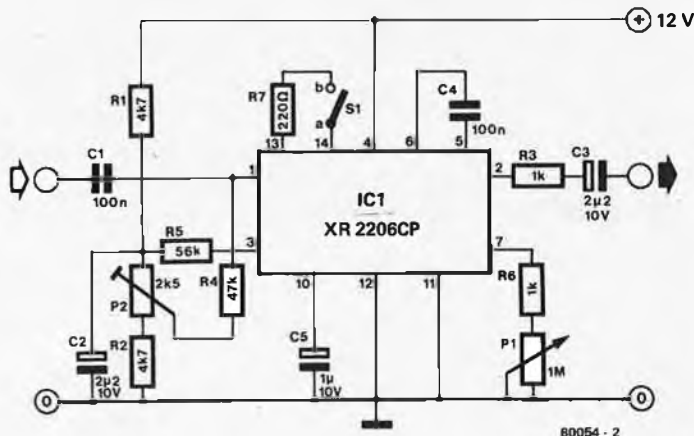 + 12 V
R1
4k7
R7
220Ω
b
S1
a
C4
100n
13
14
4
6
5
C1
100n
1
IC1
XR 2206CP
2
R3
1k
C3
2µ2
10V
R5
56k
3
7
R4
47k
P2
2k5
R6
1k
10
12
11
C2
2µ2
10V
R2
4k7
C5
1µ
10V
P1
1M
0
0
80054 - 2